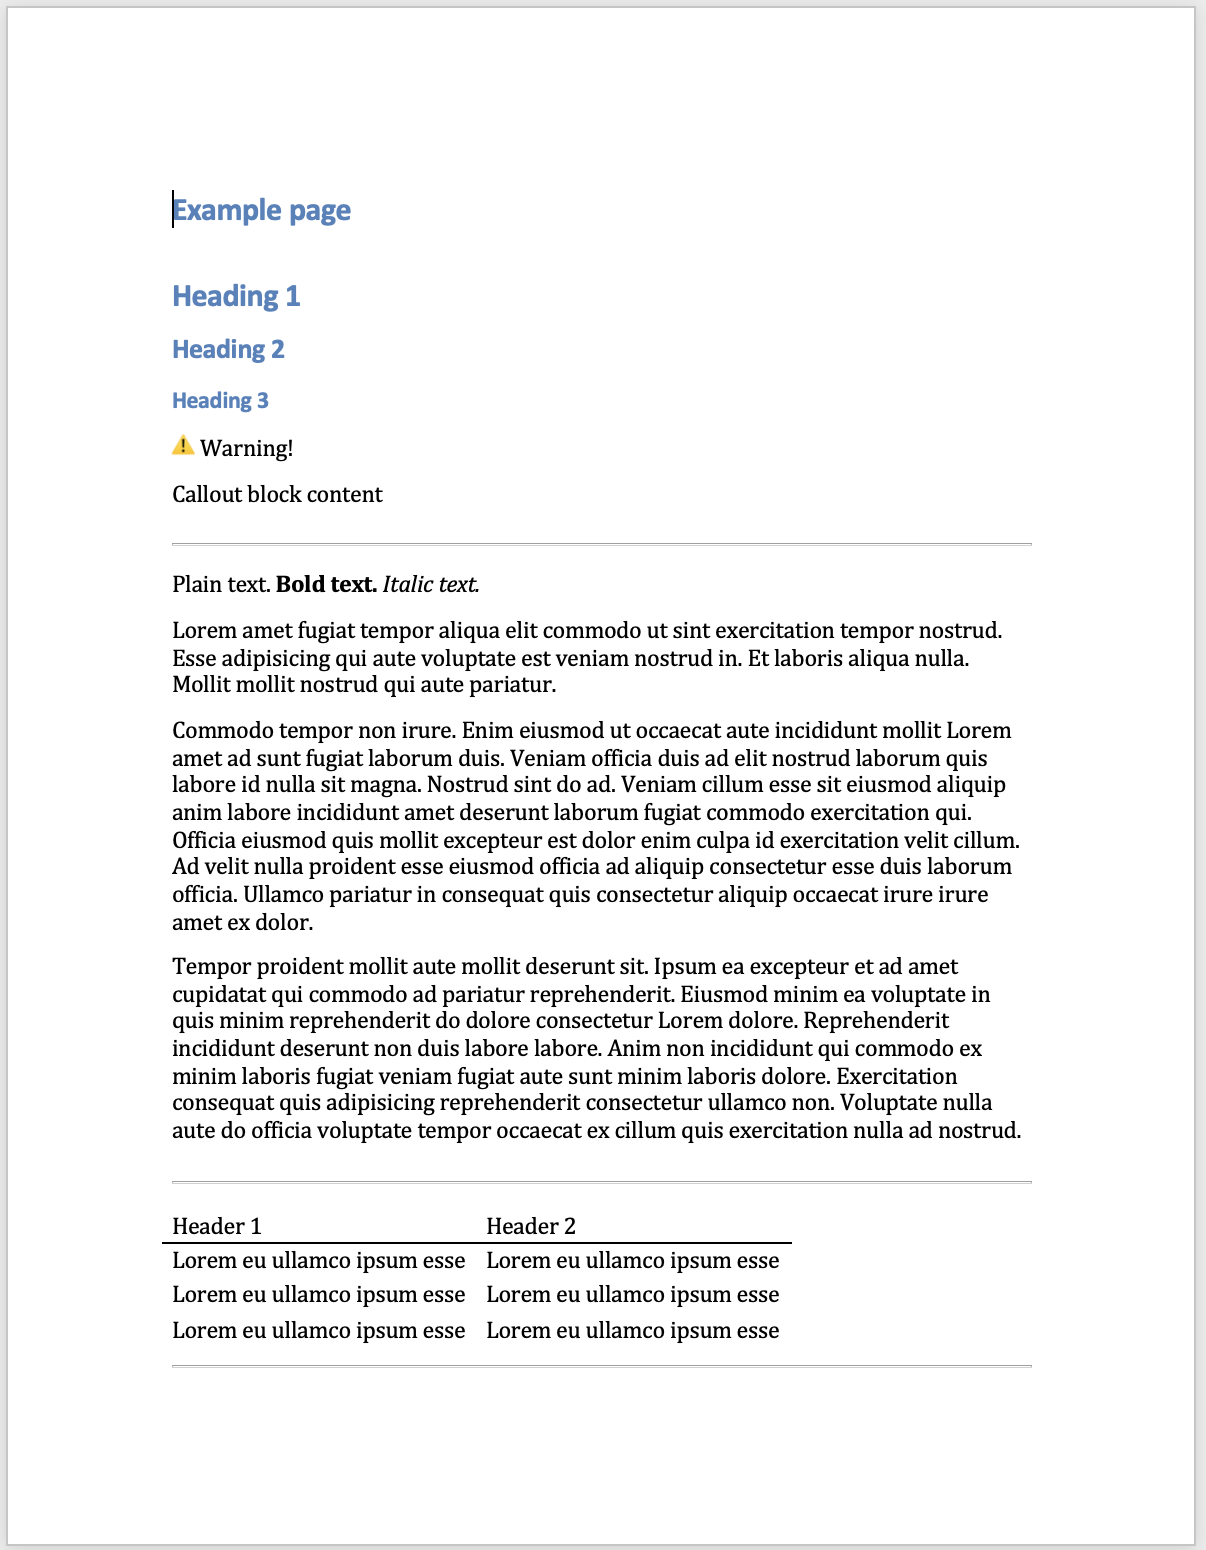 Example page
Heading 1
Heading 2
Heading 3
⚠️ Warning!
Callout block content
Plain text. Bold text. Italic text.
Lorem amet fugiat tempor aliqua elit commodo ut sint exercitation tempor nostrud.
Esse adipisicing qui aute voluptate est veniam nostrud in. Et laboris aliqua nulla.
Mollit mollit nostrud qui aute pariatur.
Commodo tempor non irure. Enim eiusmod ut occaecat aute incididunt mollit Lorem
amet ad sunt fugiat laborum duis. Veniam officia duis ad elit nostrud laborum quis
labore id nulla sit magna. Nostrud sint do ad. Veniam cillum esse sit eiusmod aliquip
anim labore incididunt amet deserunt laborum fugiat commodo exercitation qui.
Officia eiusmod quis mollit excepteur est dolor enim culpa id exercitation velit cillum.
Ad velit nulla proident esse eiusmod officia ad aliquip consectetur esse duis laborum
officia. Ullamco pariatur in consequat quis consectetur aliquip occaecat irure irure
amet ex dolor.
Tempor proident mollit aute mollit deserunt sit. Ipsum ea excepteur et ad amet
cupidatat qui commodo ad pariatur reprehenderit. Eiusmod minim ea voluptate in
quis minim reprehenderit do dolore consectetur Lorem dolore. Reprehenderit
incididunt deserunt non duis labore labore. Anim non incididunt qui commodo ex
minim laboris fugiat veniam fugiat aute sunt minim laboris dolore. Exercitation
consequat quis adipisicing reprehenderit consectetur ullamco non. Voluptate nulla
aute do officia voluptate tempor occaecat ex cillum quis exercitation nulla ad nostrud.
Header 1 Header 2
Lorem eu ullamco ipsum esse Lorem eu ullamco ipsum esse
Lorem eu ullamco ipsum esse Lorem eu ullamco ipsum esse
Lorem eu ullamco ipsum esse Lorem eu ullamco ipsum esse